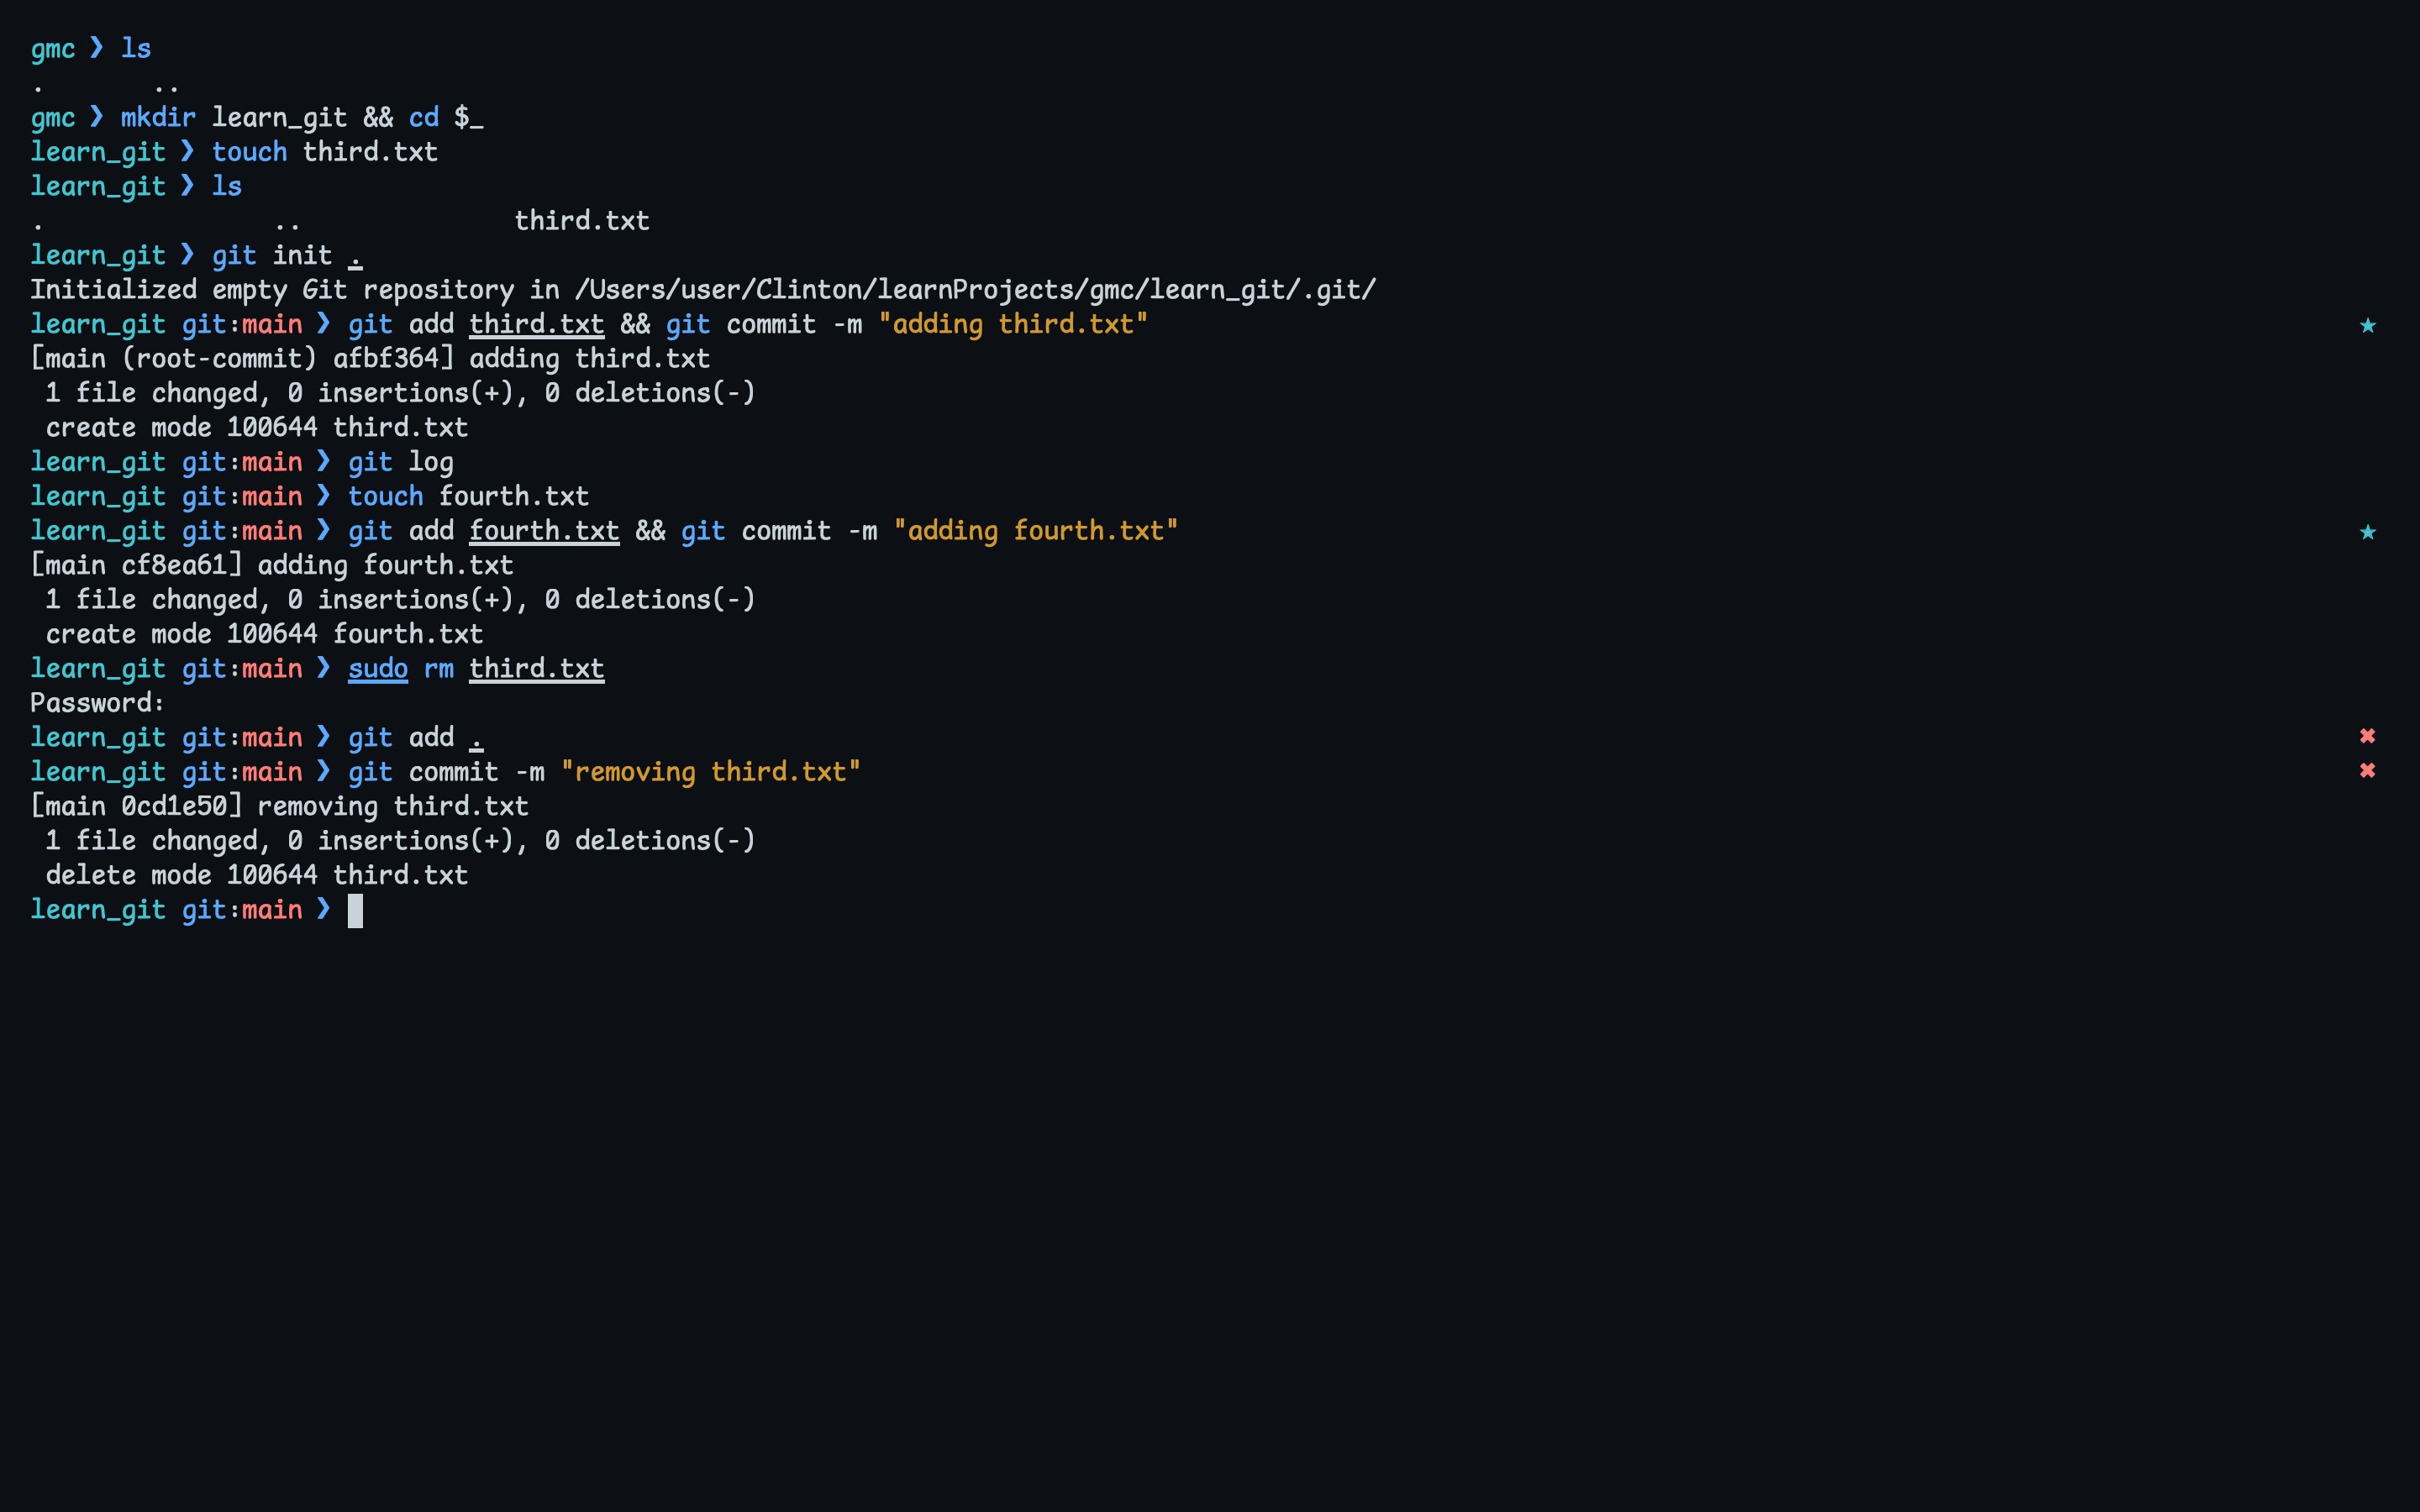 gmc ❯ ls
.       ..
gmc ❯ mkdir learn_git && cd $_
learn_git ❯ touch third.txt
learn_git ❯ ls
.               ..              third.txt
learn_git ❯ git init .
Initialized empty Git repository in /Users/user/Clinton/learnProjects/gmc/learn_git/.git/
learn_git git:main ❯ git add third.txt && git commit -m "adding third.txt" ★
[main (root-commit) afbf364] adding third.txt
 1 file changed, 0 insertions(+), 0 deletions(-)
 create mode 100644 third.txt
learn_git git:main ❯ git log
learn_git git:main ❯ touch fourth.txt
learn_git git:main ❯ git add fourth.txt && git commit -m "adding fourth.txt" ★
[main cf8ea61] adding fourth.txt
 1 file changed, 0 insertions(+), 0 deletions(-)
 create mode 100644 fourth.txt
learn_git git:main ❯ sudo rm third.txt
Password:
learn_git git:main ❯ git add . ✖
learn_git git:main ❯ git commit -m "removing third.txt" ✖
[main 0cd1e50] removing third.txt
 1 file changed, 0 insertions(+), 0 deletions(-)
 delete mode 100644 third.txt
learn_git git:main ❯